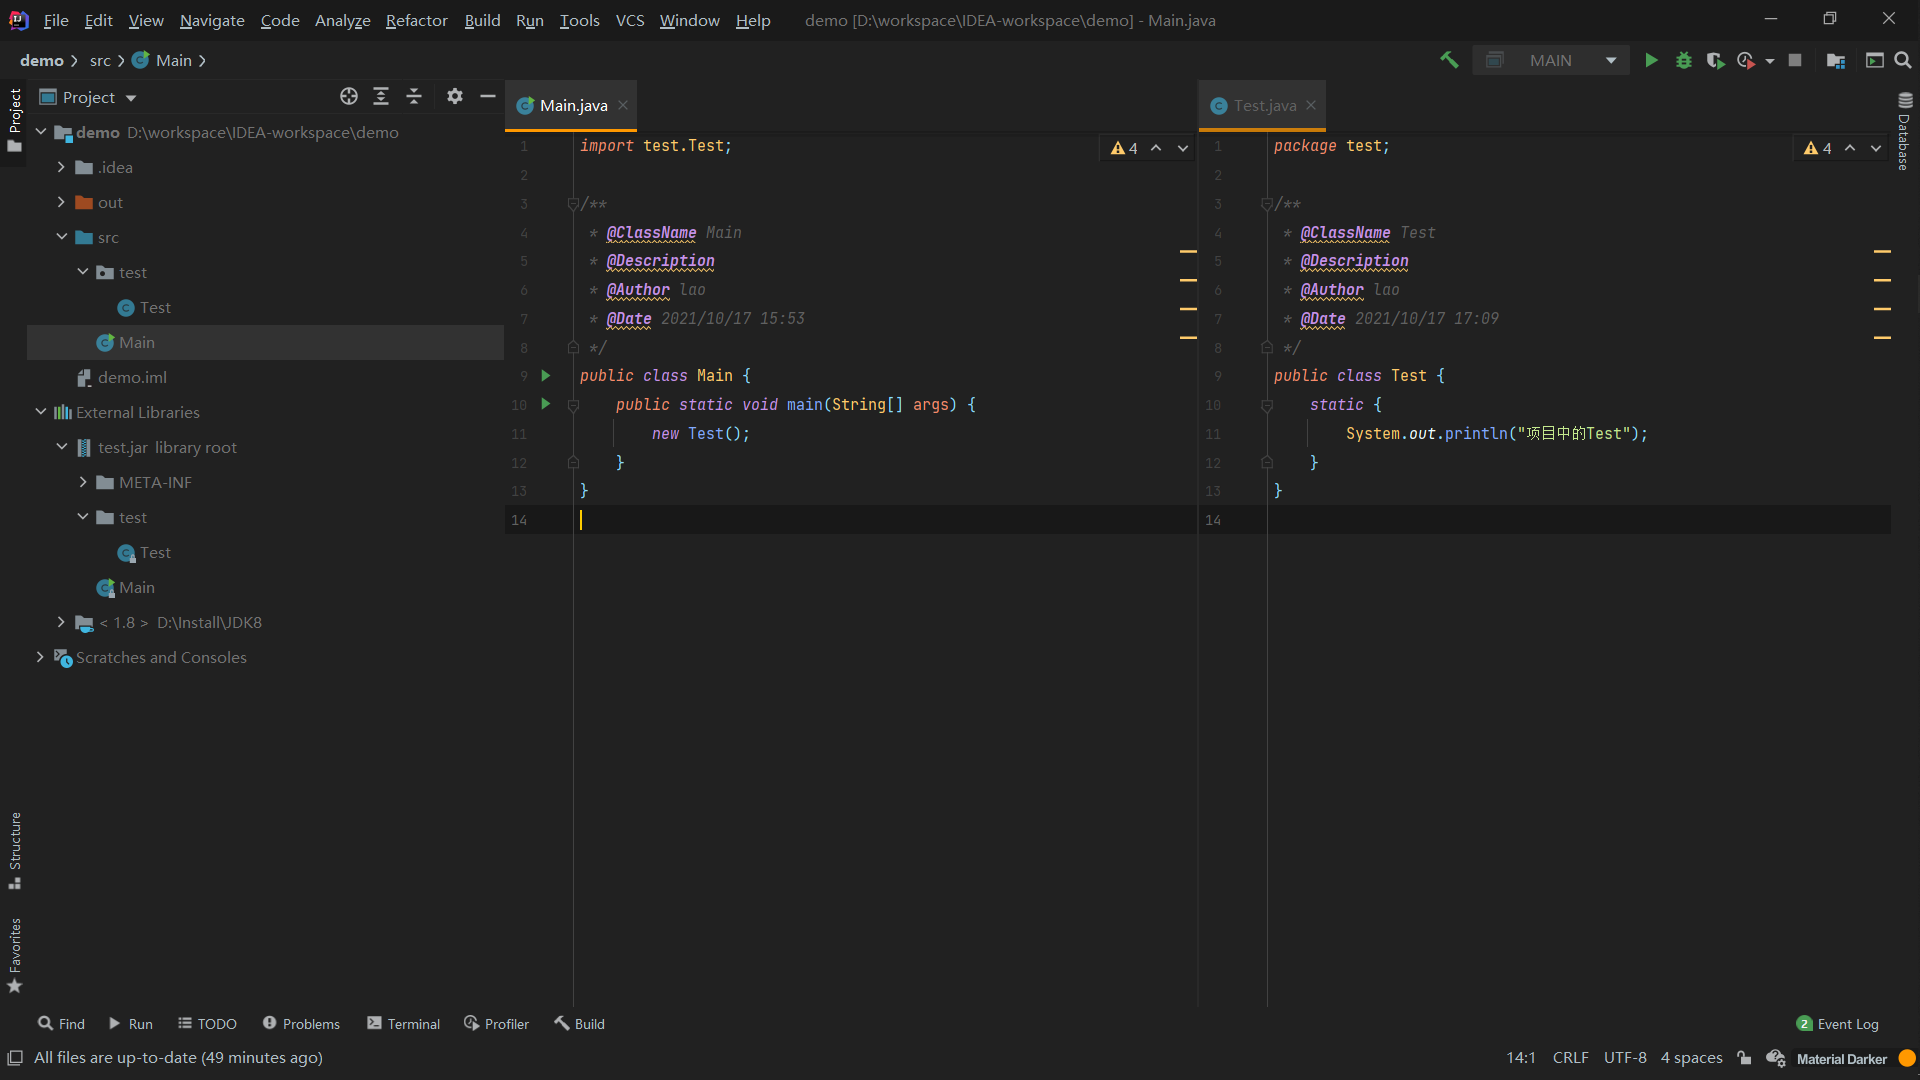 File Edit View Navigate Code Analyze Refactor Build Run Tools VCS Window Help demo [D:\workspace\IDEA-workspace\demo] - Main.java
demo src Main MAIN
Project
Project
demo D:\workspace\IDEA-workspace\demo
.idea
out
src
test
Test
Main
demo.iml
External Libraries
test.jar library root
META-INF
test
Test
Main
< 1.8 > D:\Install\JDK8
Scratches and Consoles
Structure
Favorites
Main.java
4
1 import test.Test;
2
3 /**
4 * @ClassName Main
5 * @Description
6 * @Author lao
7 * @Date 2021/10/17 15:53
8 */
9 public class Main {
10 public static void main(String[] args) {
11 new Test();
12 }
13 }
14
Test.java
4
1 package test;
2
3 /**
4 * @ClassName Test
5 * @Description
6 * @Author lao
7 * @Date 2021/10/17 17:09
8 */
9 public class Test {
10 static {
11 System.out.println("项目中的Test");
12 }
13 }
14
Database
Find Run TODO Problems Terminal Profiler Build 2 Event Log
All files are up-to-date (49 minutes ago) 14:1 CRLF UTF-8 4 spaces Material Darker